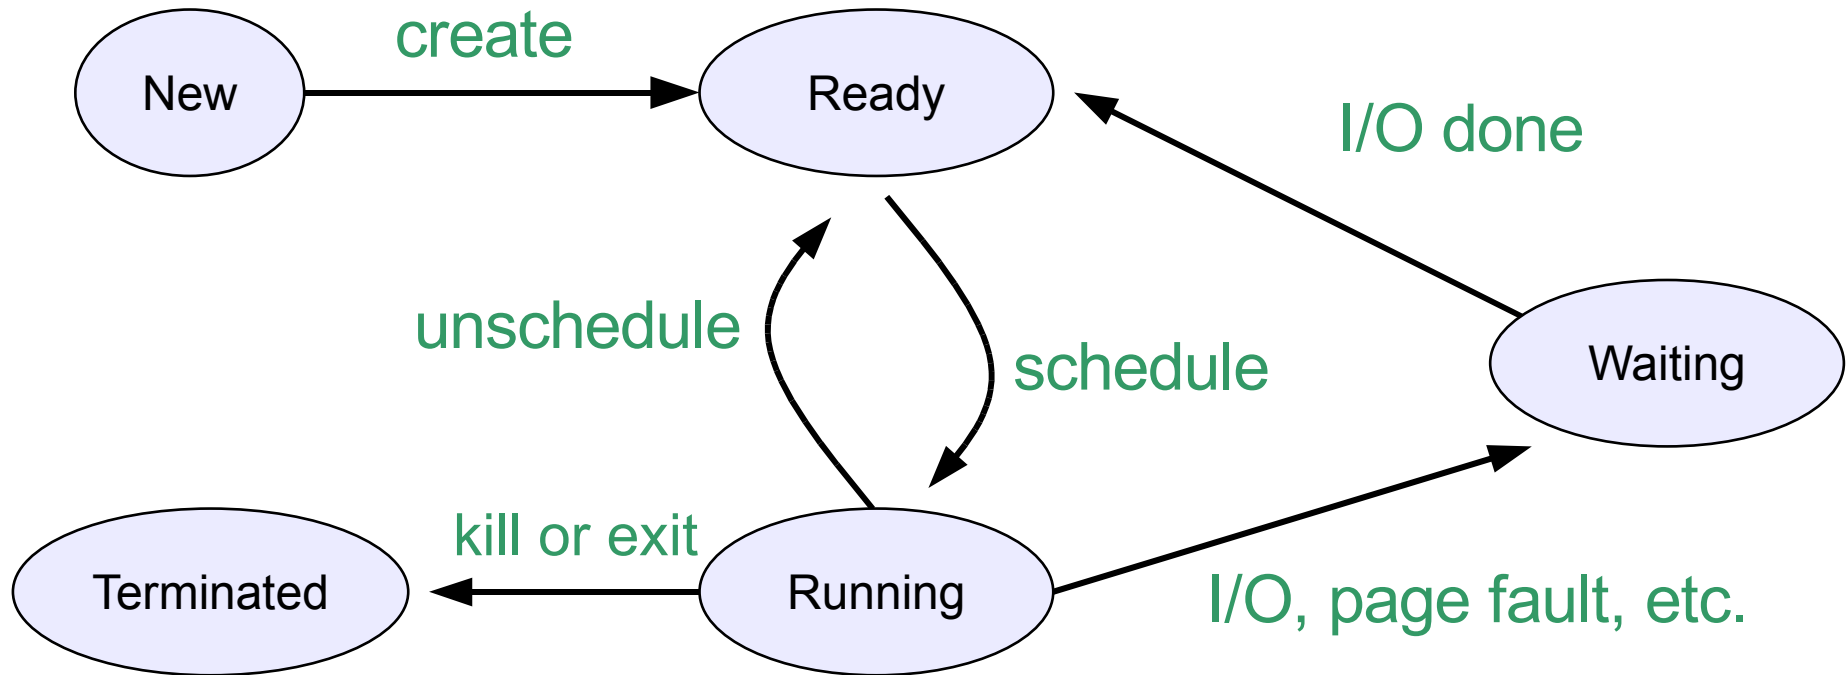 create
New
Ready
I/O done
unschedule
schedule
Waiting
kill or exit
Terminated
Running
I/O, page fault, etc.